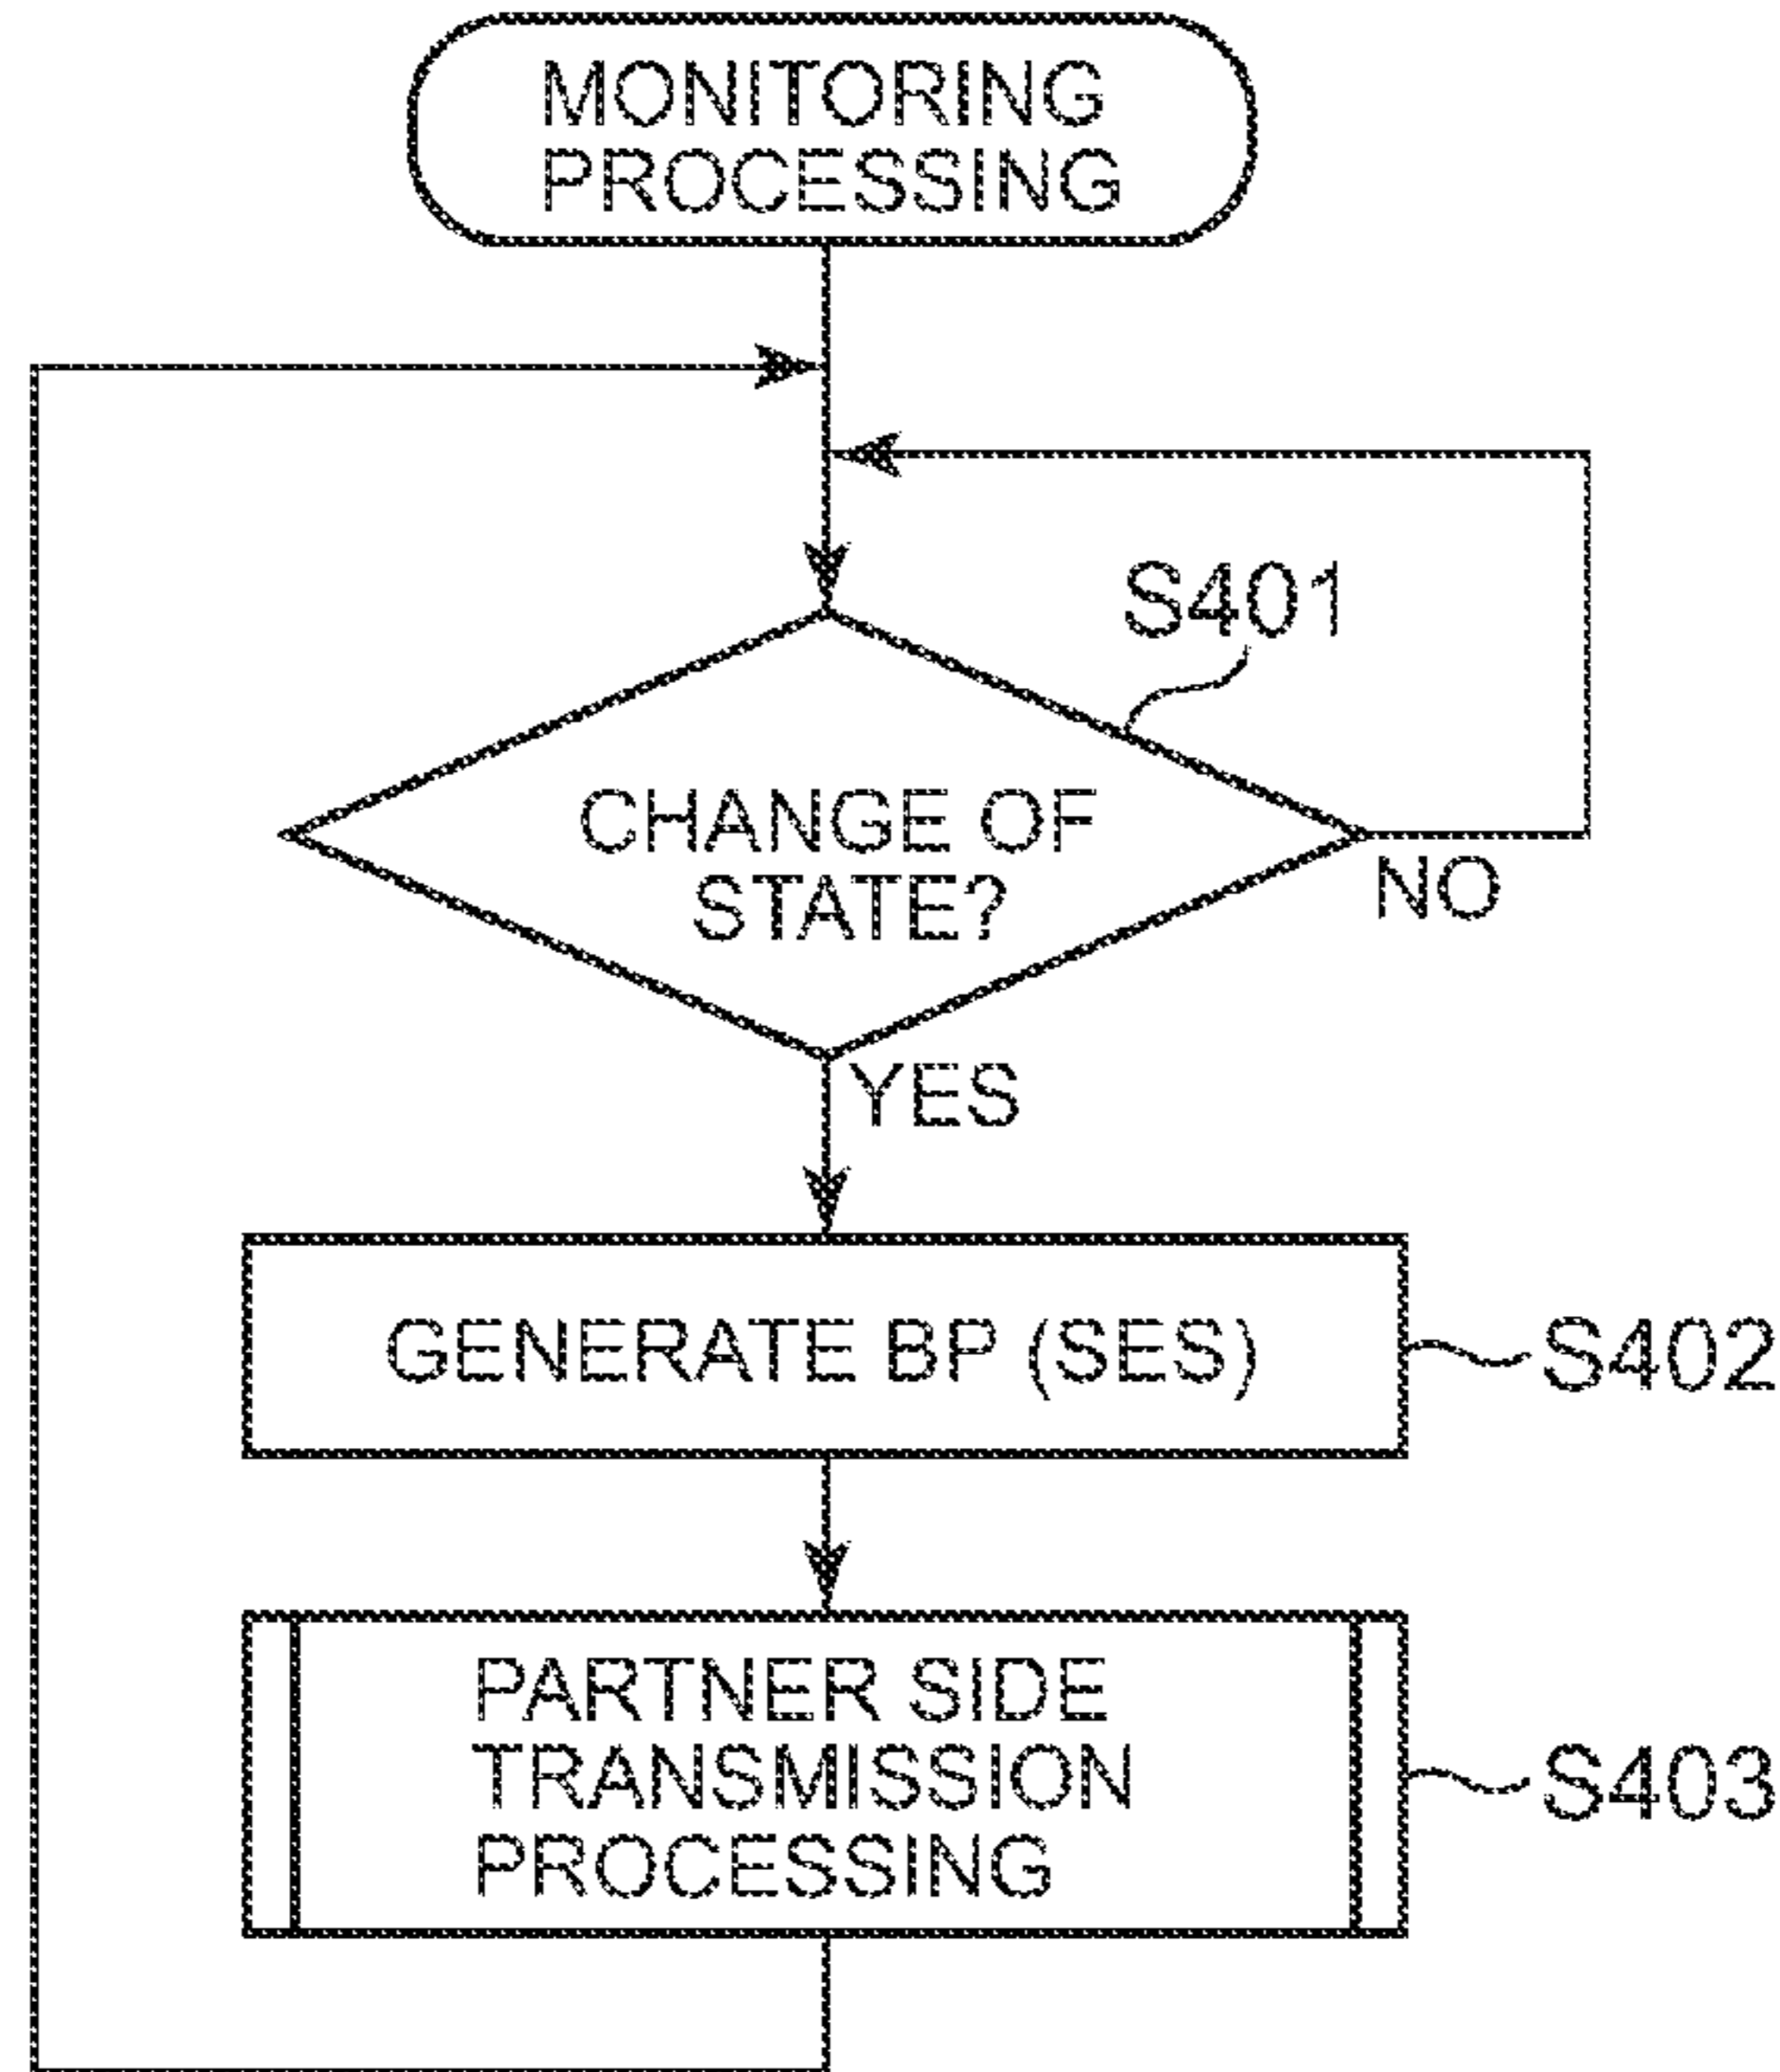 MONITORING
PROCESSING
S401
CHANGE OF
STATE?
NO
YES
GENERATE BP (SES)
S402
PARTNER SIDE
TRANSMISSION
PROCESSING
S403